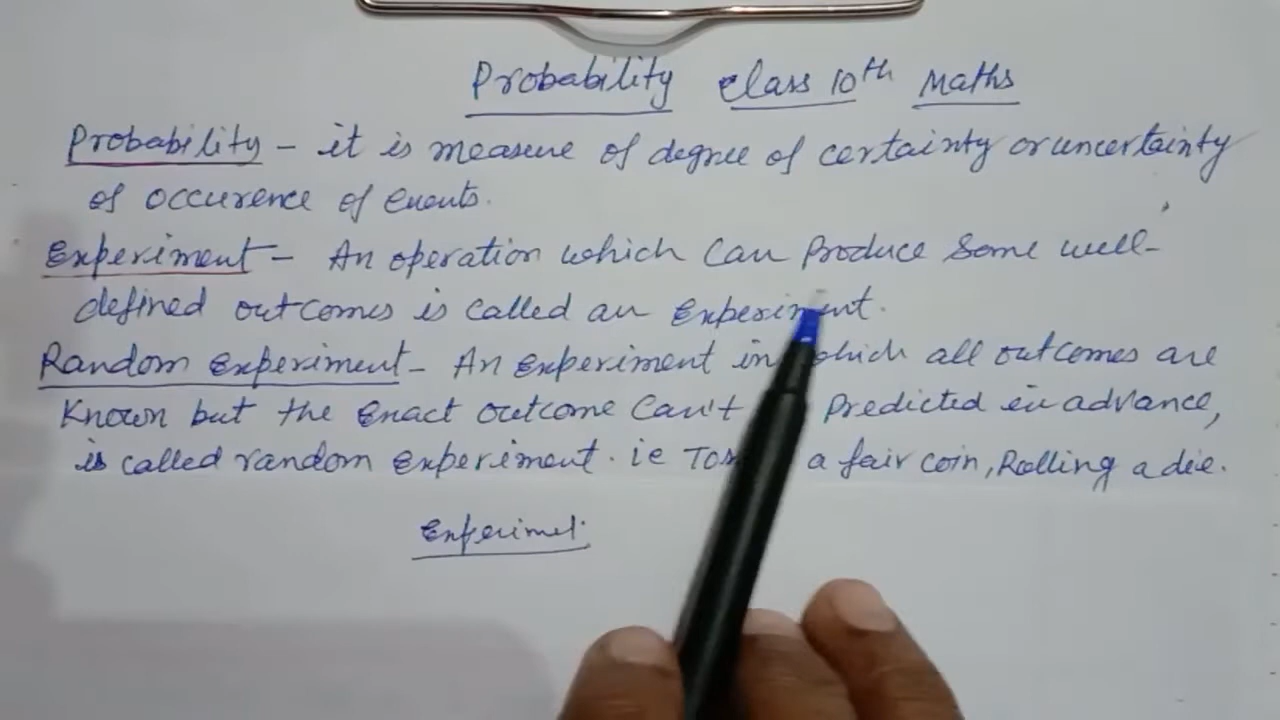 Probability Class 10th Maths
Probability - it is measure of degree of certainty or uncertainty
of occurence of events.
Experiment - An operation which can Produce some well-
defined outcomes is called an Experiment.
Random Experiment - An Experiment in which all outcomes are
Known but the Exact outcome Can't Predicted in advance,
is called random Experiment. ie a fair coin, Rolling a die.